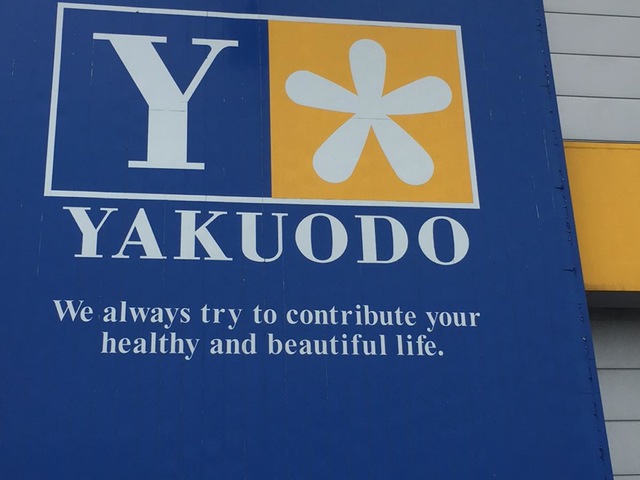 Y
YAKUODO
We always try to contribute your
healthy and beautiful life.